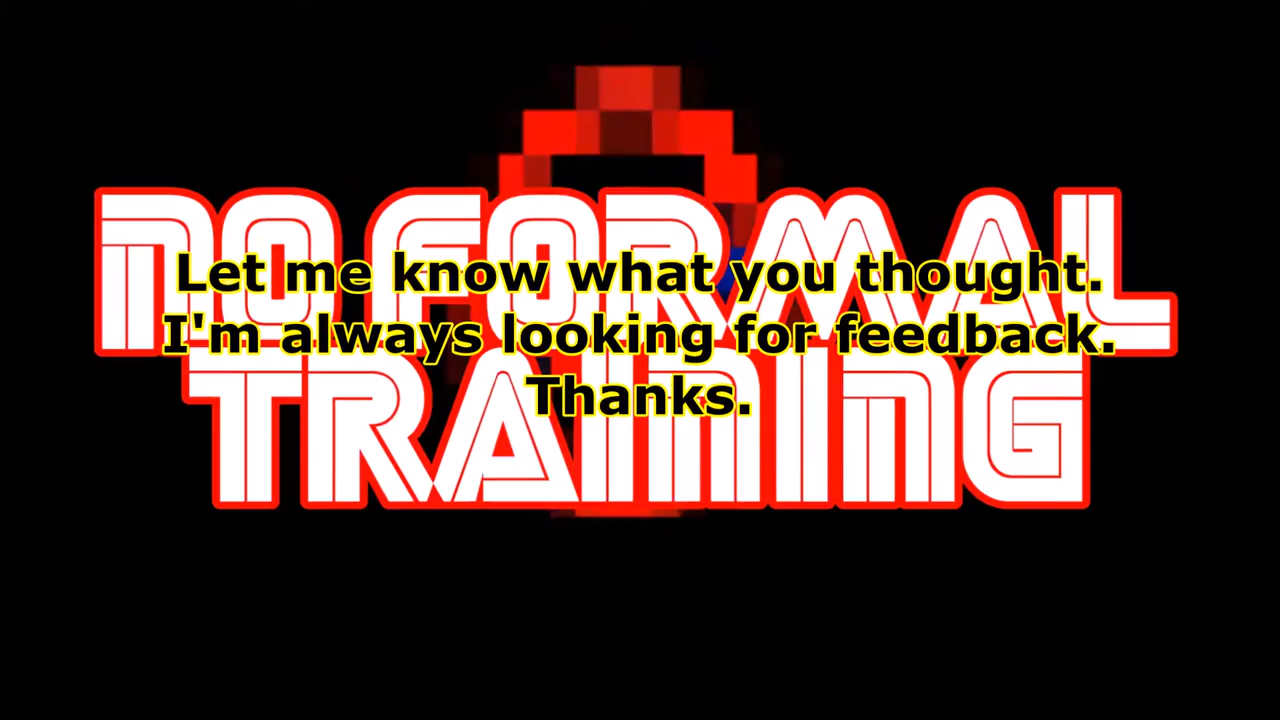 NO FORMAL
TRAINING
Let me know what you thought.
I'm always looking for feedback.
Thanks.